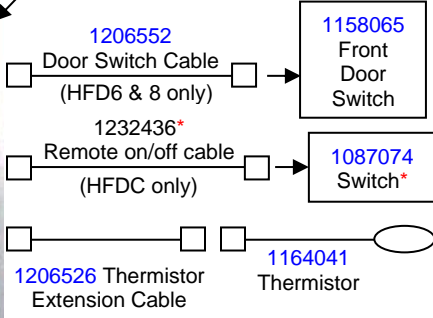 1206552
Door Switch Cable
(HFD6 & 8 only)
1158065
Front
Door
Switch
1232436*
Remote on/off cable
(HFDC only)
1087074
Switch*
1206526 Thermistor
Extension Cable
1164041
Thermistor